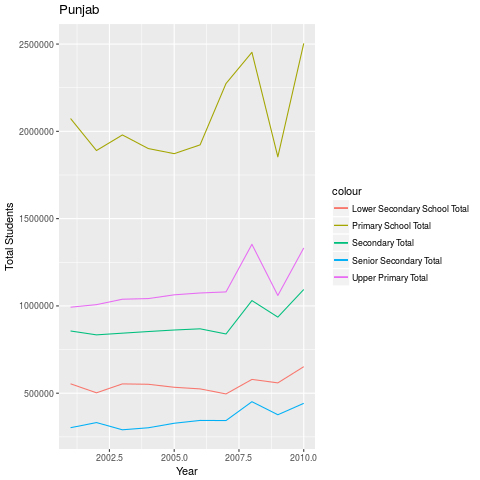 Punjab
2500000
2000000
1500000
1000000
500000
Total Students
2002.5
2005.0
2007.5
2010.0
Year
colour
Lower Secondary School Total
Primary School Total
Secondary Total
Senior Secondary Total
Upper Primary Total